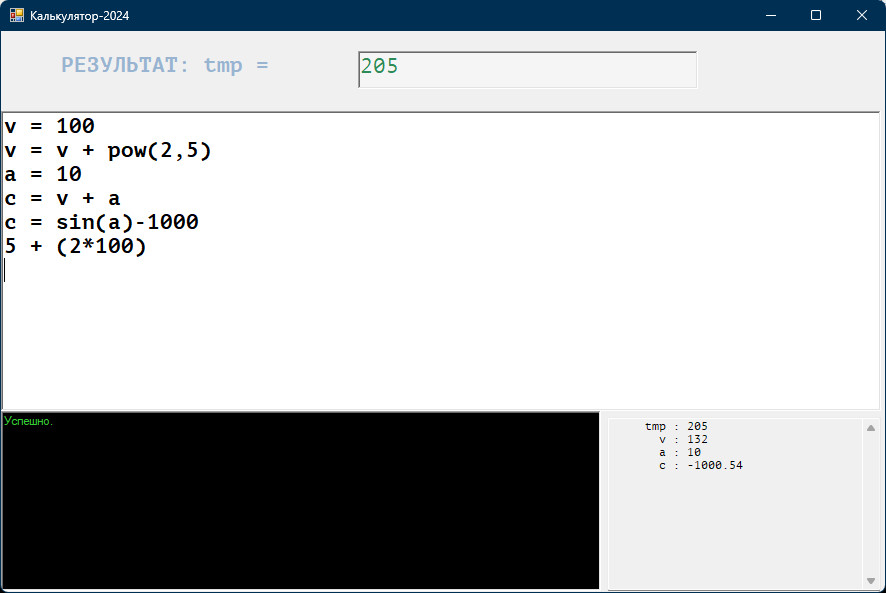 Калькулятор-2024
РЕЗУЛЬТАТ: tmp =
205
v = 100
v = v + pow(2,5)
a = 10
c = v + a
c = sin(a)-1000
5 + (2*100)
Успешно.
tmp : 205
v : 132
a : 10
c : -1000.54